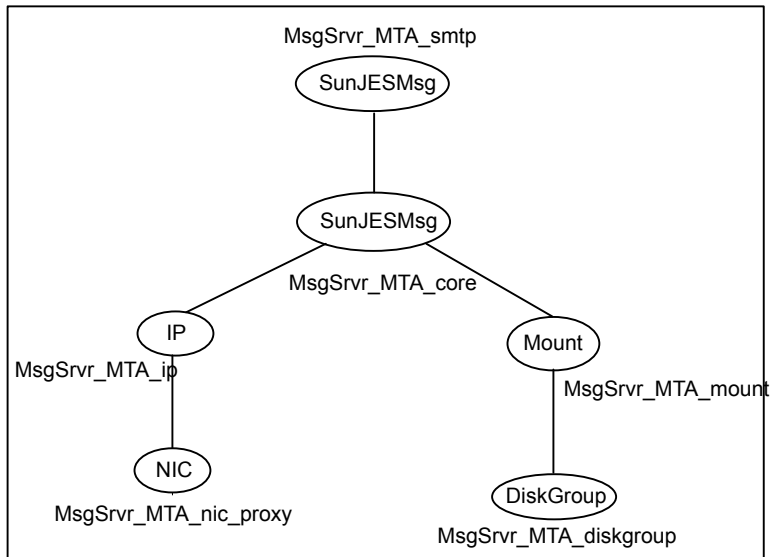 MsgSrvr_MTA_smtp
SunJESMsg
SunJESMsg
MsgSrvr_MTA_core
IP
Mount
MsgSrvr_MTA_ip
MsgSrvr_MTA_mount
NIC
DiskGroup
MsgSrvr_MTA_nic_proxy
MsgSrvr_MTA_diskgroup